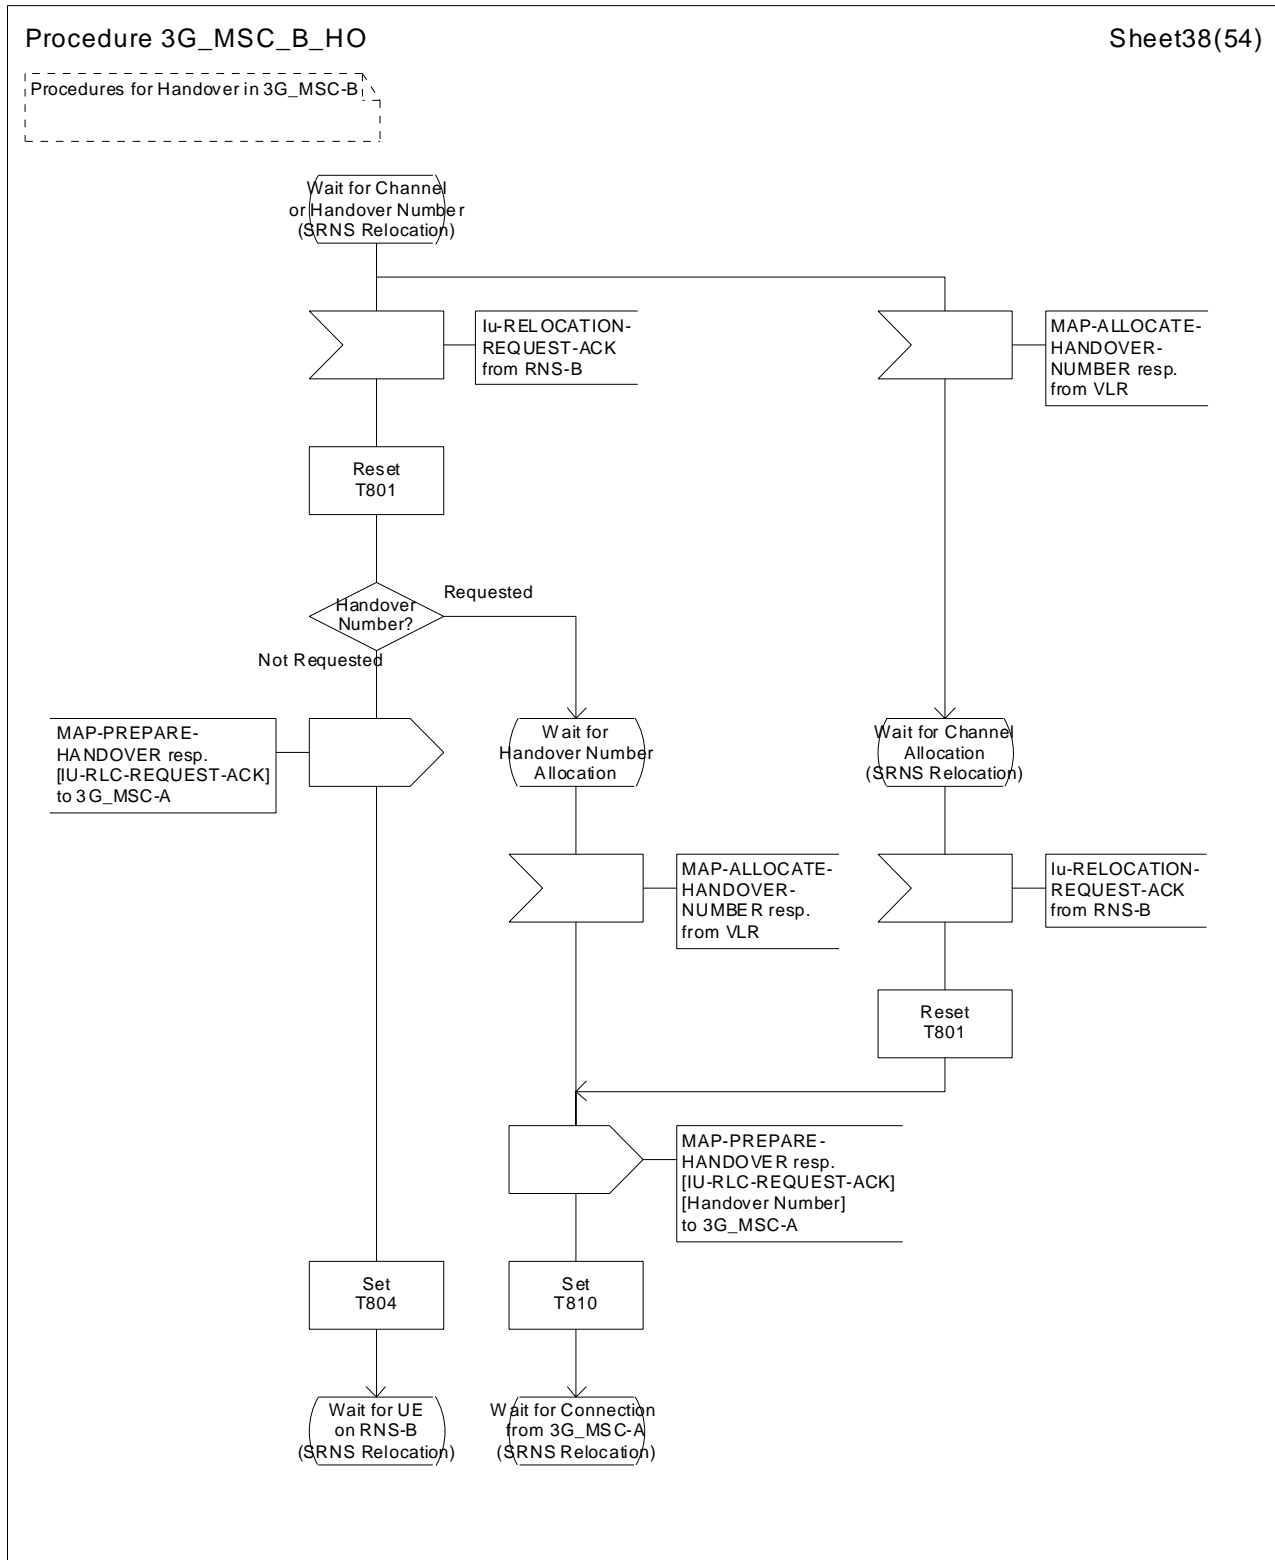 Procedure 3G_MSC_B_HO
Sheet38(54)
Procedures for Handover in 3G_MSC-B
Wait for Channel
or Handover Number
(SRNS Relocation)
Iu-RELOCATION-
REQUEST-ACK
from RNS-B
MAP-ALLOCATE-
HANDOVER-
NUMBER resp.
from VLR
Reset
T801
Handover
Number?
Requested
Not Requested
MAP-PREPARE-
HANDOVER resp.
[IU-RLC-REQUEST-ACK]
to 3G_MSC-A
Wait for
Handover Number
Allocation
Wait for Channel
Allocation
(SRNS Relocation)
MAP-ALLOCATE-
HANDOVER-
NUMBER resp.
from VLR
Iu-RELOCATION-
REQUEST-ACK
from RNS-B
Reset
T801
MAP-PREPARE-
HANDOVER resp.
[IU-RLC-REQUEST-ACK]
[Handover Number]
to 3G_MSC-A
Set
T804
Set
T810
Wait for UE
on RNS-B
(SRNS Relocation)
Wait for Connection
from 3G_MSC-A
(SRNS Relocation)